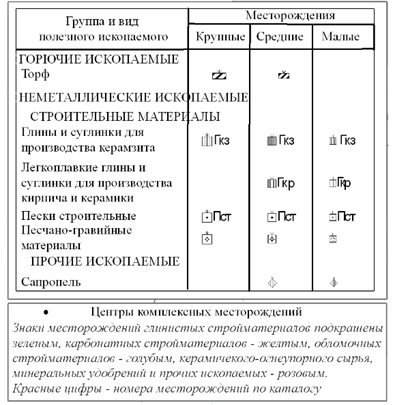 Группа и вид
полезного ископаемого
Месторождения
Крупные Средние Малые
ГОРЮЧИЕ ИСКОПАЕМЫЕ
Торф
НЕМЕТАЛЛИЧЕСКИЕ ИСКОПАЕМЫЕ
СТРОИТЕЛЬНЫЕ МАТЕРИАЛЫ
Глины и суглинки для
производства керамзита
Гкз Гкз Гкз
Легкоплавкие глины и
суглинки для производства
кирпича и керамики
Гкр Гкр
Пески строительные Пст Пст Пст
Песчано-гравийные
материалы
ПРОЧИЕ ИСКОПАЕМЫЕ
Сапропель
• Центры комплексных месторождений
Знаки месторождений глинистых стройматериалов подкрашены
зеленым, карбонатных стройматериалов - желтым, обломочных
стройматериалов - голубым, керамичекого-огнеупорного сырья,
минеральных удобрений и прочих ископаемых - розовым.
Красные цифры - номера месторождений по каталогу